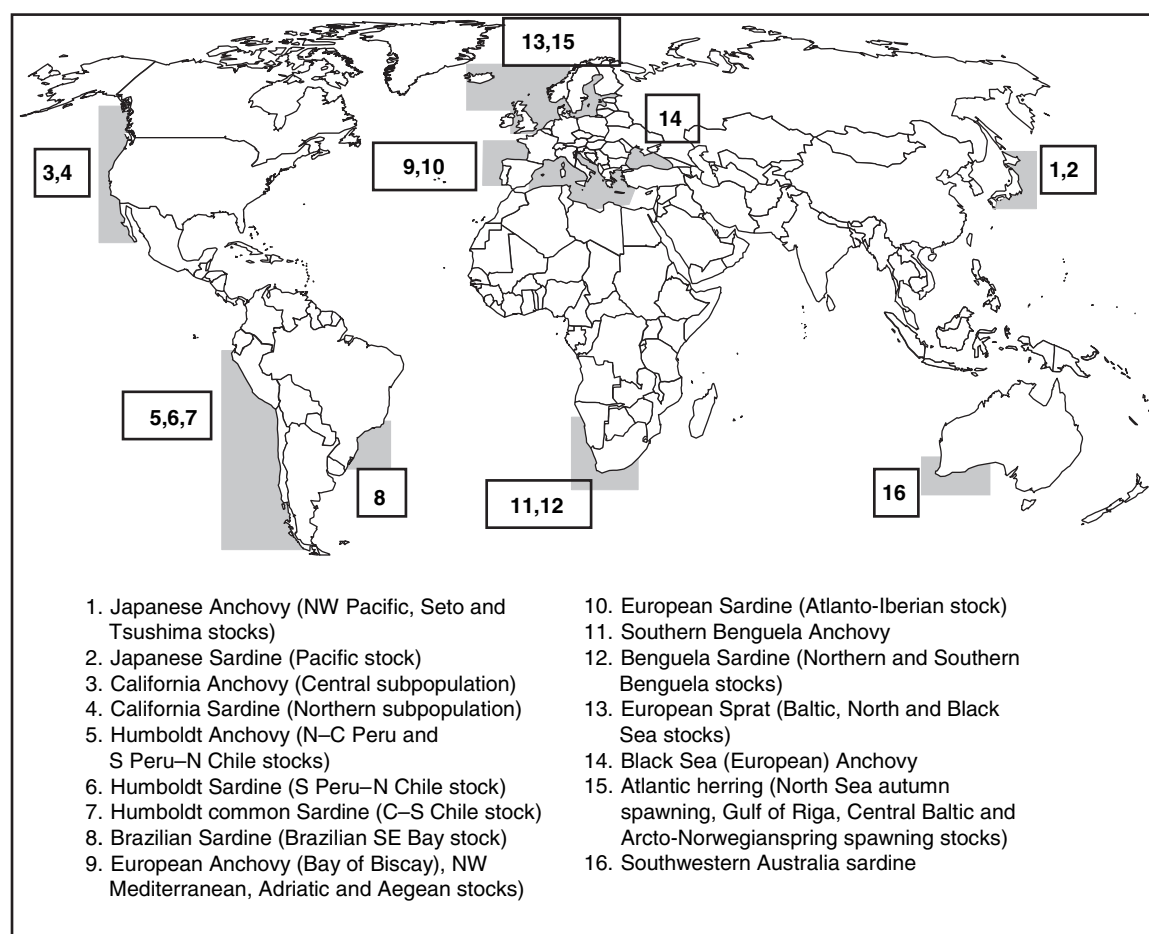 13,15
14
3,4
9,10
1,2
5,6,7
8
11,12
16
1. Japanese Anchovy (NW Pacific, Seto and
Tsushima stocks)
2. Japanese Sardine (Pacific stock)
3. California Anchovy (Central subpopulation)
4. California Sardine (Northern subpopulation)
5. Humboldt Anchovy (N–C Peru and
S Peru–N Chile stocks)
6. Humboldt Sardine (S Peru–N Chile stock)
7. Humboldt common Sardine (C–S Chile stock)
8. Brazilian Sardine (Brazilian SE Bay stock)
9. European Anchovy (Bay of Biscay), NW
Mediterranean, Adriatic and Aegean stocks)
10. European Sardine (Atlanto-Iberian stock)
11. Southern Benguela Anchovy
12. Benguela Sardine (Northern and Southern
Benguela stocks)
13. European Sprat (Baltic, North and Black
Sea stocks)
14. Black Sea (European) Anchovy
15. Atlantic herring (North Sea autumn
spawning, Gulf of Riga, Central Baltic and
Arcto-Norwegianspring spawning stocks)
16. Southwestern Australia sardine